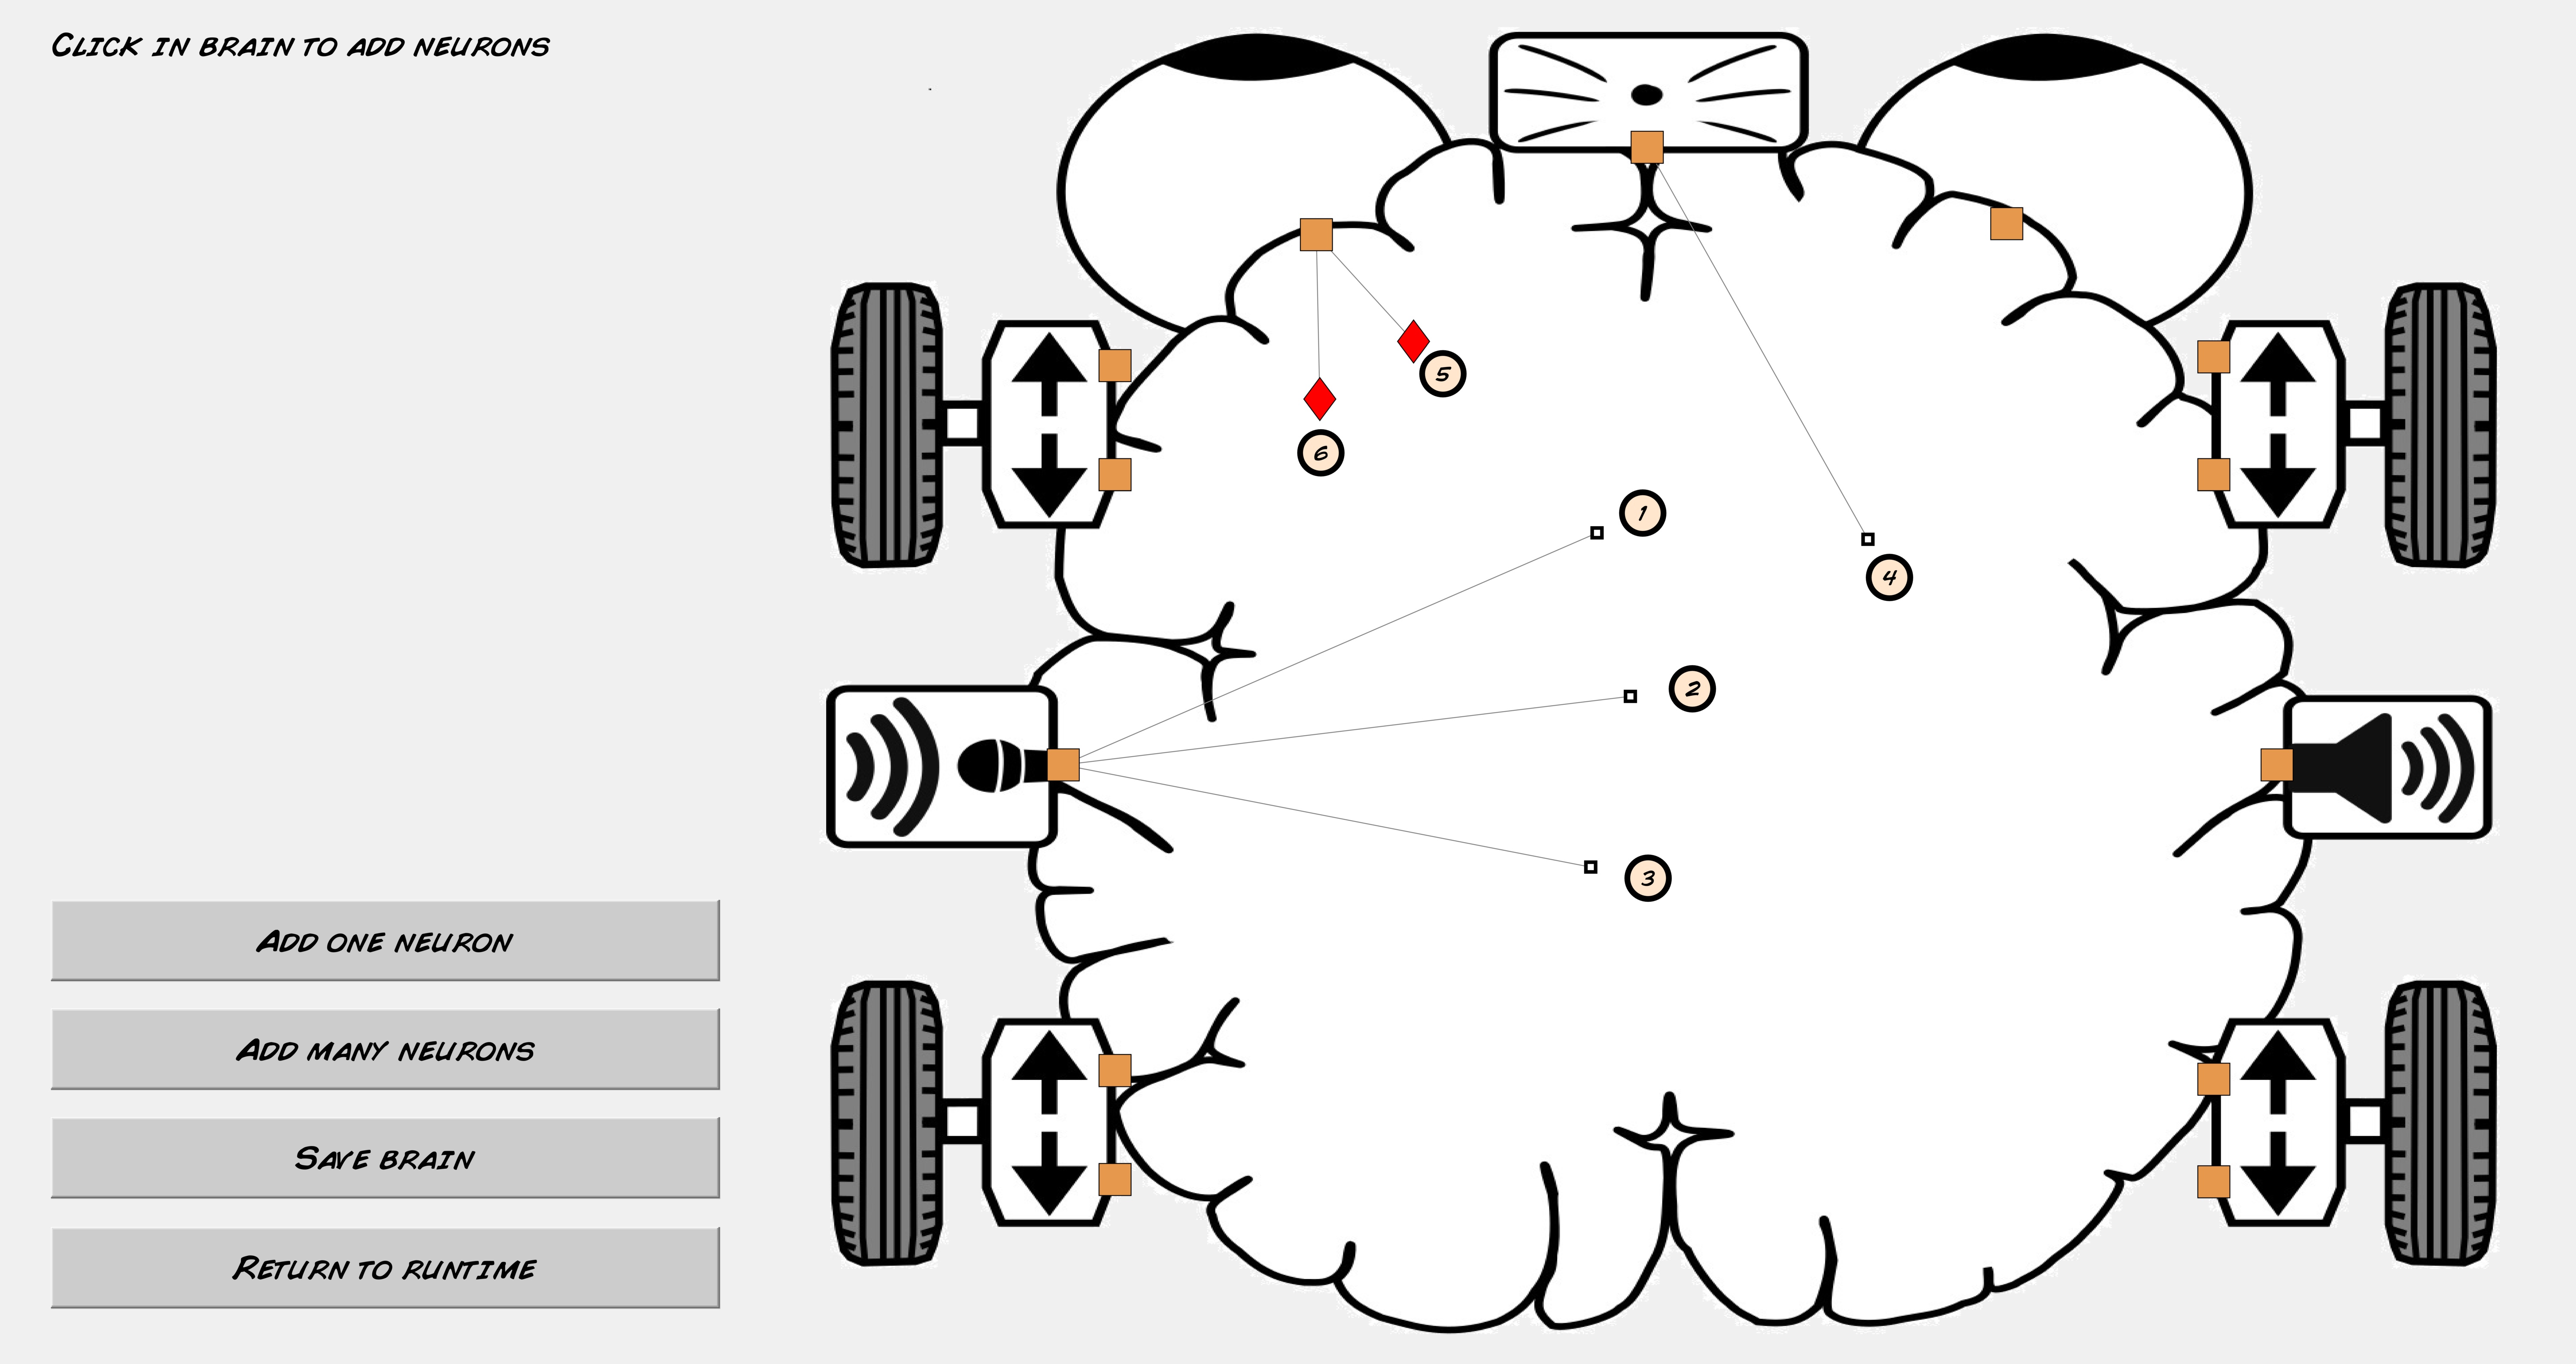 Click in brain to add neurons
5
6
1
4
2
3
Add one neuron
Add many neurons
Save brain
Return to runtime